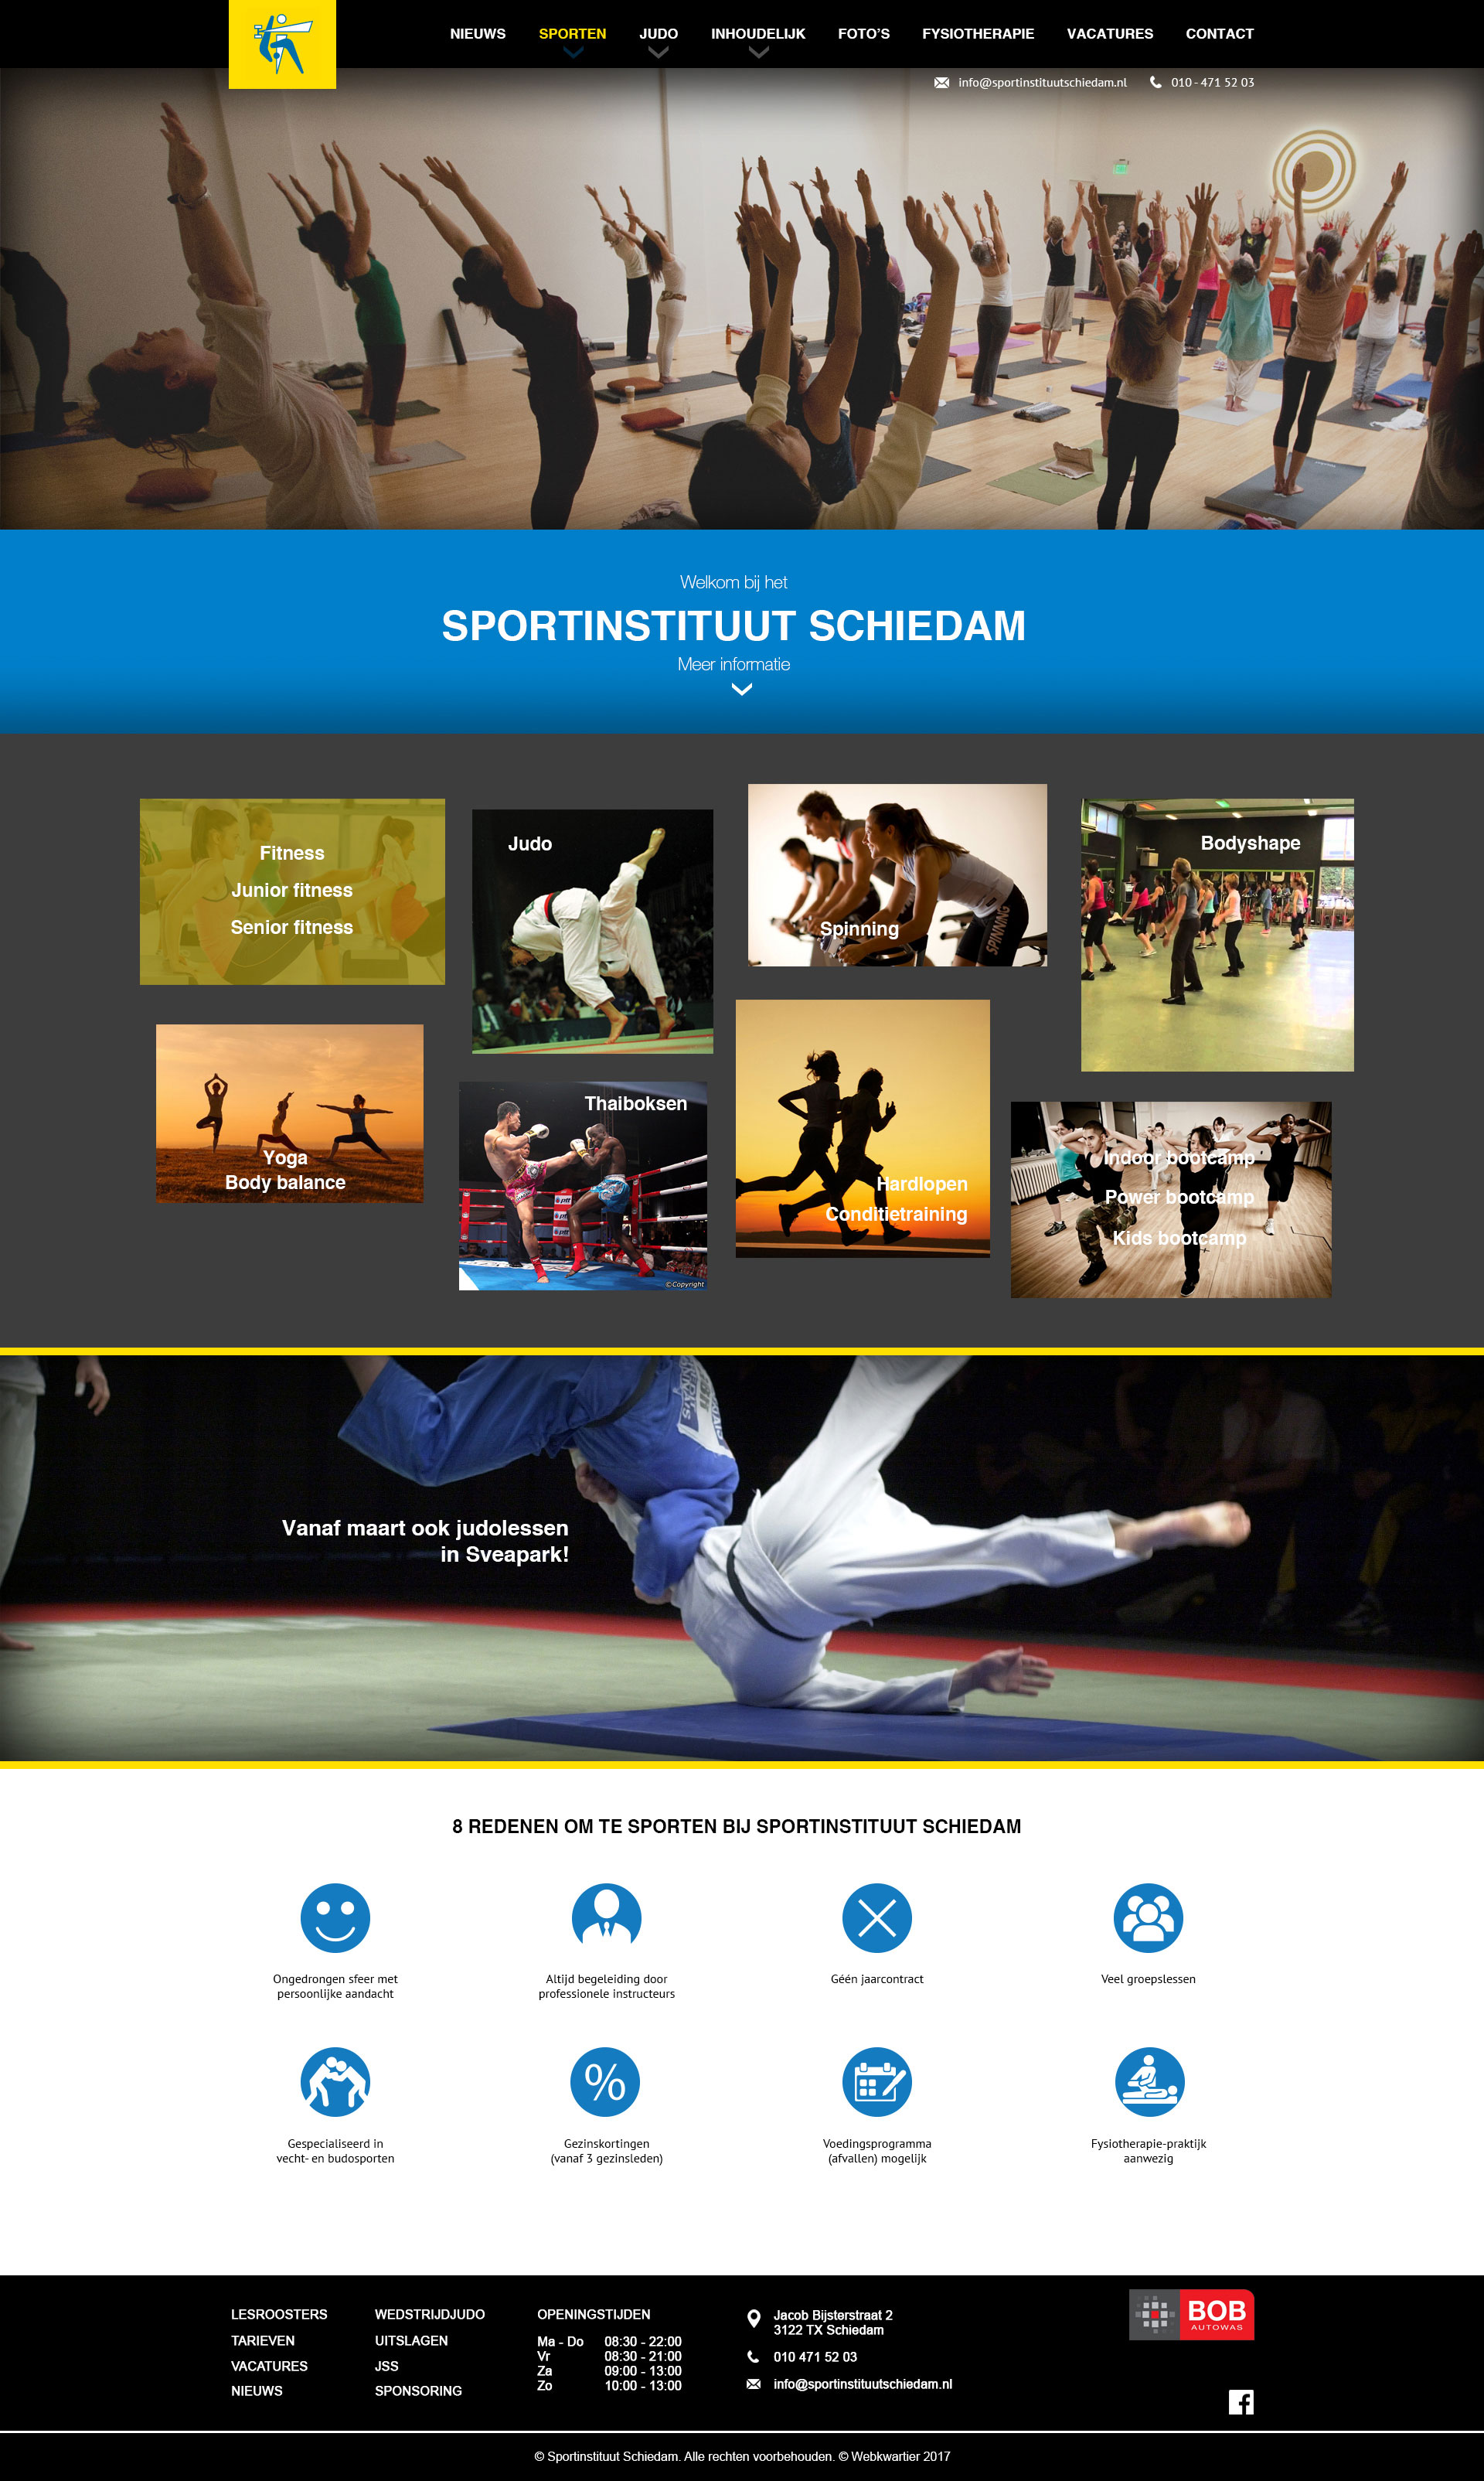 NIEUWS SPORTEN JUDO INHOUDELIJK FOTO'S FYSIOTHERAPIE VACATURES CONTACT
info@sportinstituutschiedam.nl 010 - 471 52 03
Welkom bij het
SPORTINSTITUUT SCHIEDAM
Meer informatie
Fitness
Junior fitness
Senior fitness
Judo
Spinning
SPINNING
Bodyshape
Yoga
Body balance
Thaiboksen
©Copyright
Hardlopen
Conditietraining
Indoor bootcamp
Power bootcamp
Kids bootcamp
Vanaf maart ook judolessen
in Sveapark!
8 REDENEN OM TE SPORTEN BIJ SPORTINSTITUUT SCHIEDAM
Ongedrongen sfeer met
persoonlijke aandacht
Altijd begeleiding door
professionele instructeurs
Géén jaarcontract
Veel groepslessen
%
Gespecialiseerd in
vecht- en budosporten
Gezinskortingen
(vanaf 3 gezinsleden)
Voedingsprogramma
(afvallen) mogelijk
Fysiotherapie-praktijk
aanwezig
LESROOSTERS
TARIEVEN
VACATURES
NIEUWS
WEDSTRIJDJUDO
UITSLAGEN
JSS
SPONSORING
OPENINGSTIJDEN
Ma - Do 08:30 - 22:00
Vr 08:30 - 21:00
Za 09:00 - 13:00
Zo 10:00 - 13:00
Jacob Bijsterstraat 2
3122 TX Schiedam
010 471 52 03
info@sportinstituutschiedam.nl
BOB
AUTOWAS
© Sportinstituut Schiedam. Alle rechten voorbehouden. © Webkwartier 2017